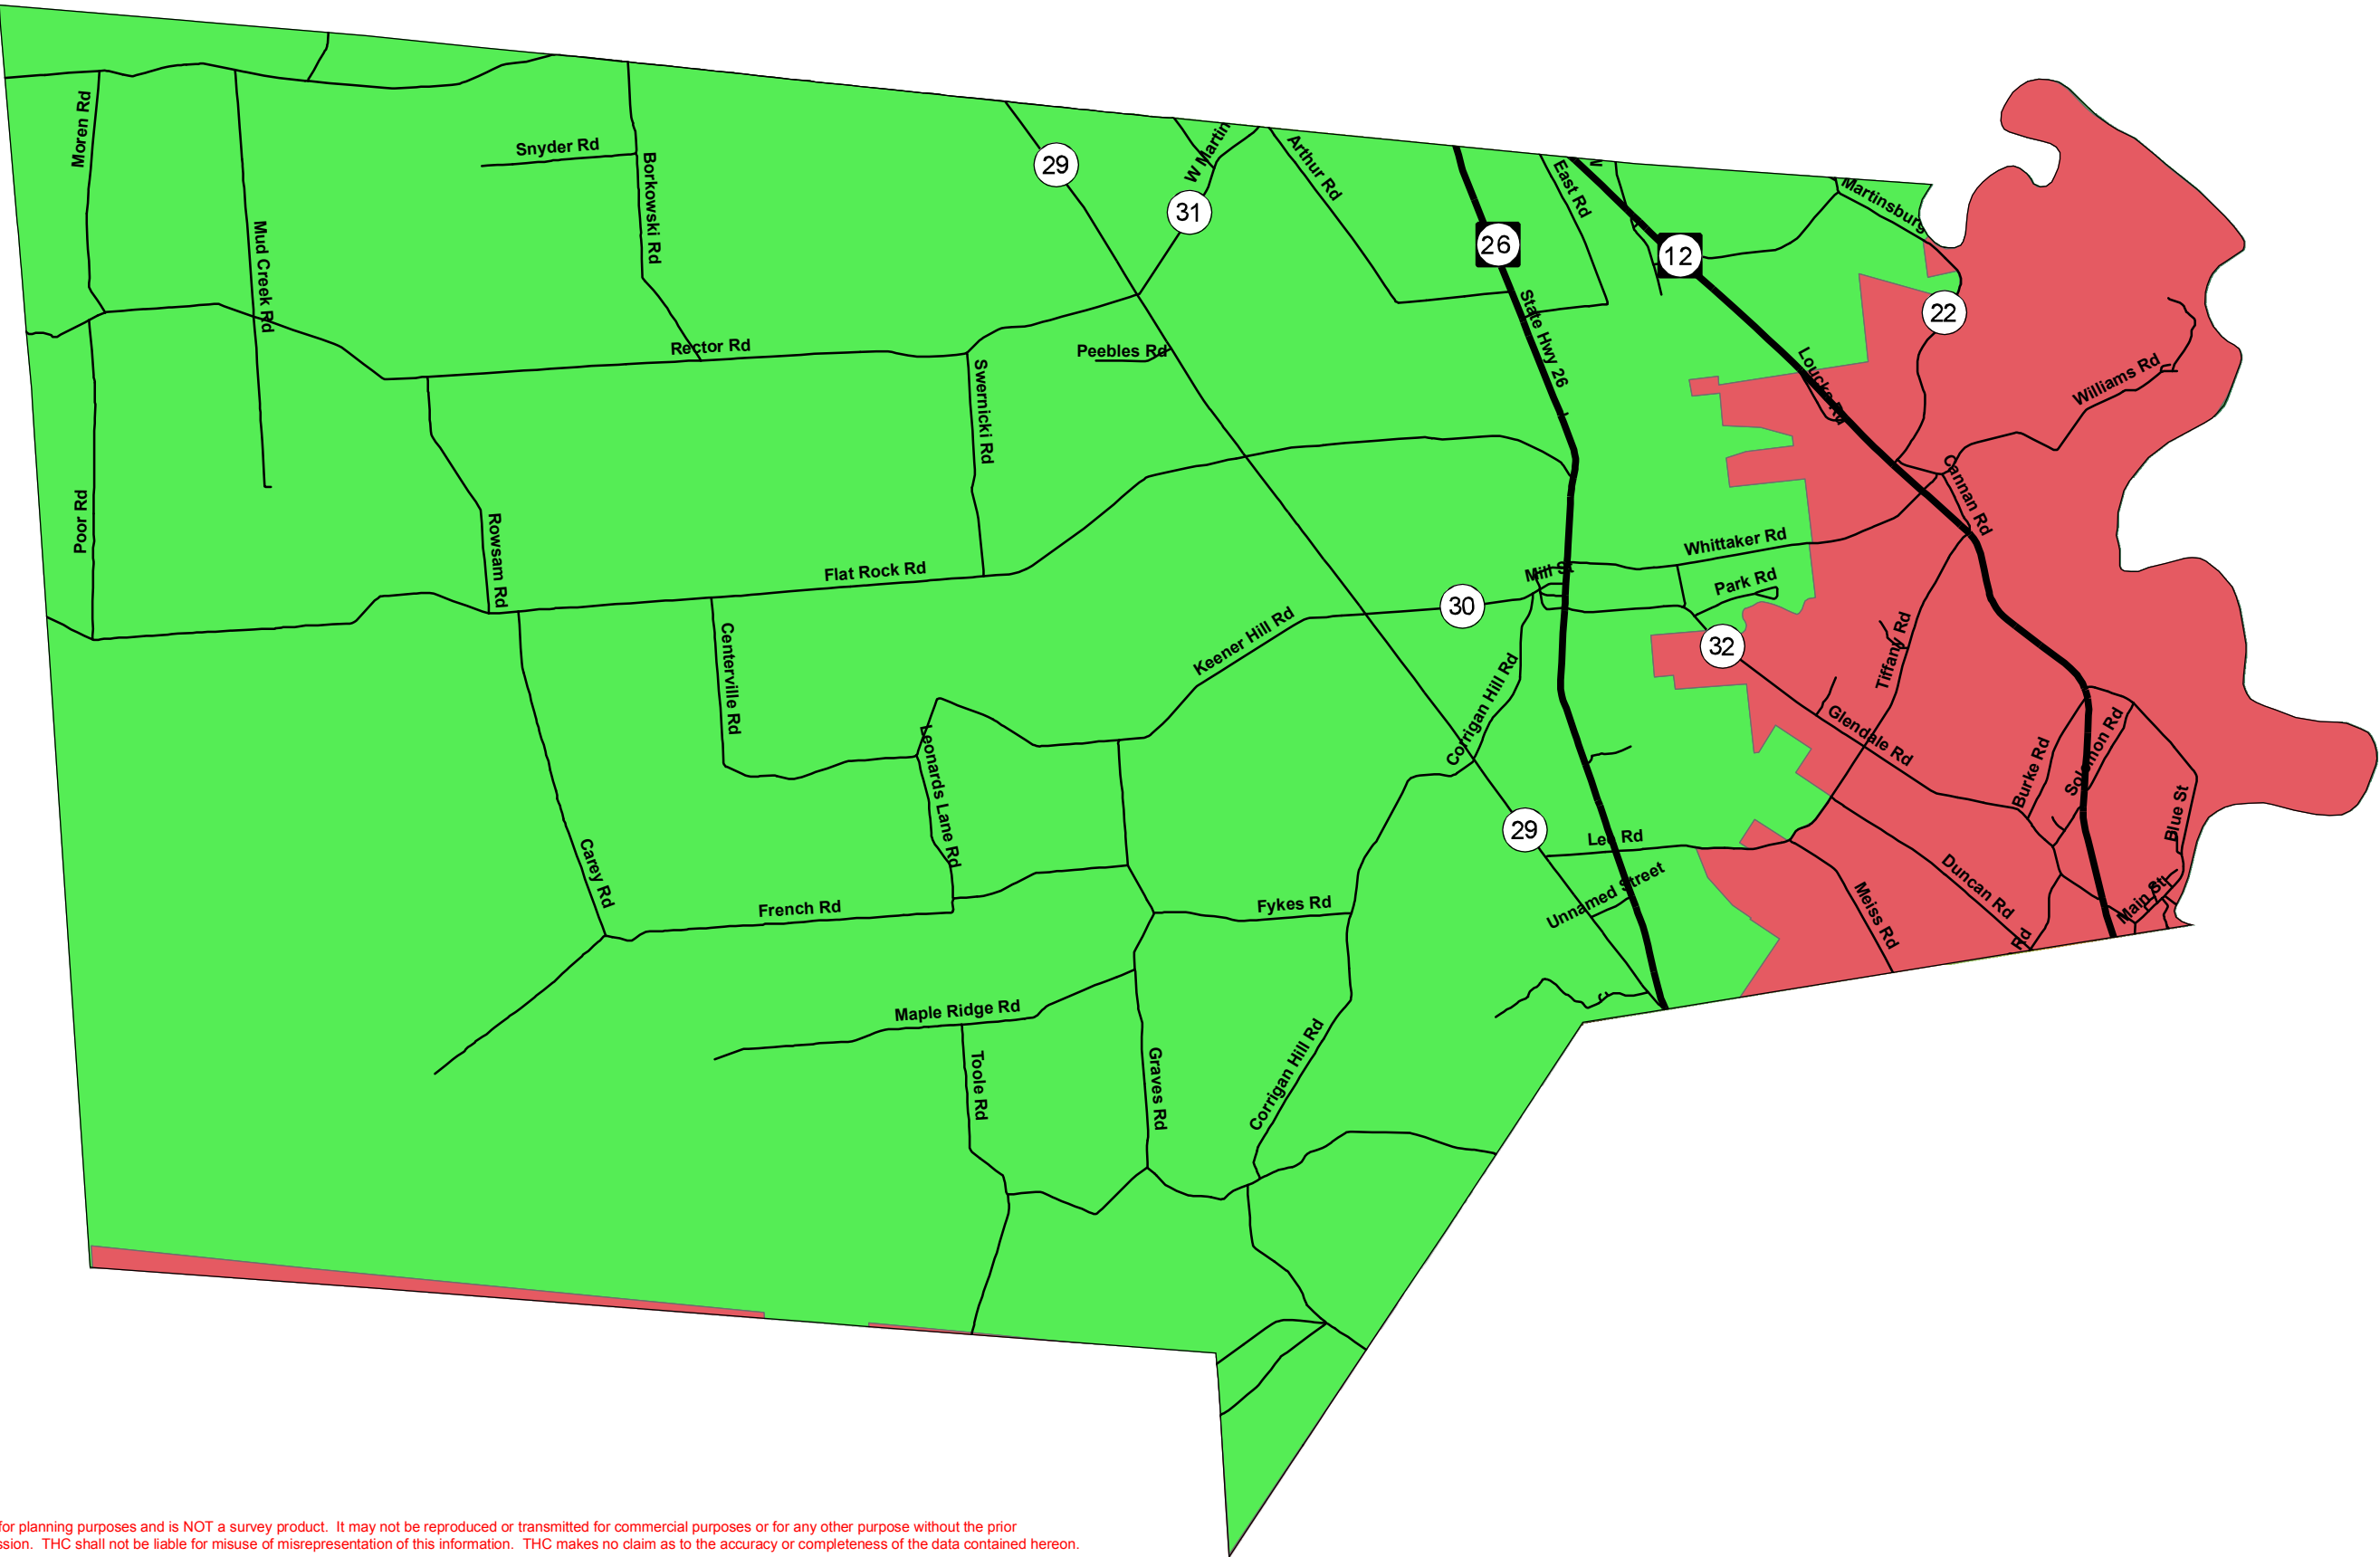 Moren Rd
Mud Creek Rd
Snyder Rd
Borkowski Rd
29
W Martin
31
Arthur Rd
26
East Rd
12
Martinsburg
22
State Hwy 26
Rector Rd
Peebles Rd
Swernicki Rd
Loucks Rd
Williams Rd
Poor Rd
Rowsam Rd
Flat Rock Rd
Cannan Rd
Whittaker Rd
Mill St
Park Rd
30
32
Centerville Rd
Keener Hill Rd
Corrigan Hill Rd
Tiffany Rd
Glendale Rd
Leonards Lane Rd
Burke Rd
Solomon Rd
Blue St
29
Lee Rd
Carey Rd
French Rd
Fykes Rd
Unnamed Street
Meiss Rd
Duncan Rd
Main St
Rd
Maple Ridge Rd
Toole Rd
Graves Rd
Corrigan Hill Rd
for planning purposes and is NOT a survey product. It may not be reproduced or transmitted for commercial purposes or for any other purpose without the prior
ssion. THC shall not be liable for misuse of misrepresentation of this information. THC makes no claim as to the accuracy or completeness of the data contained hereon.